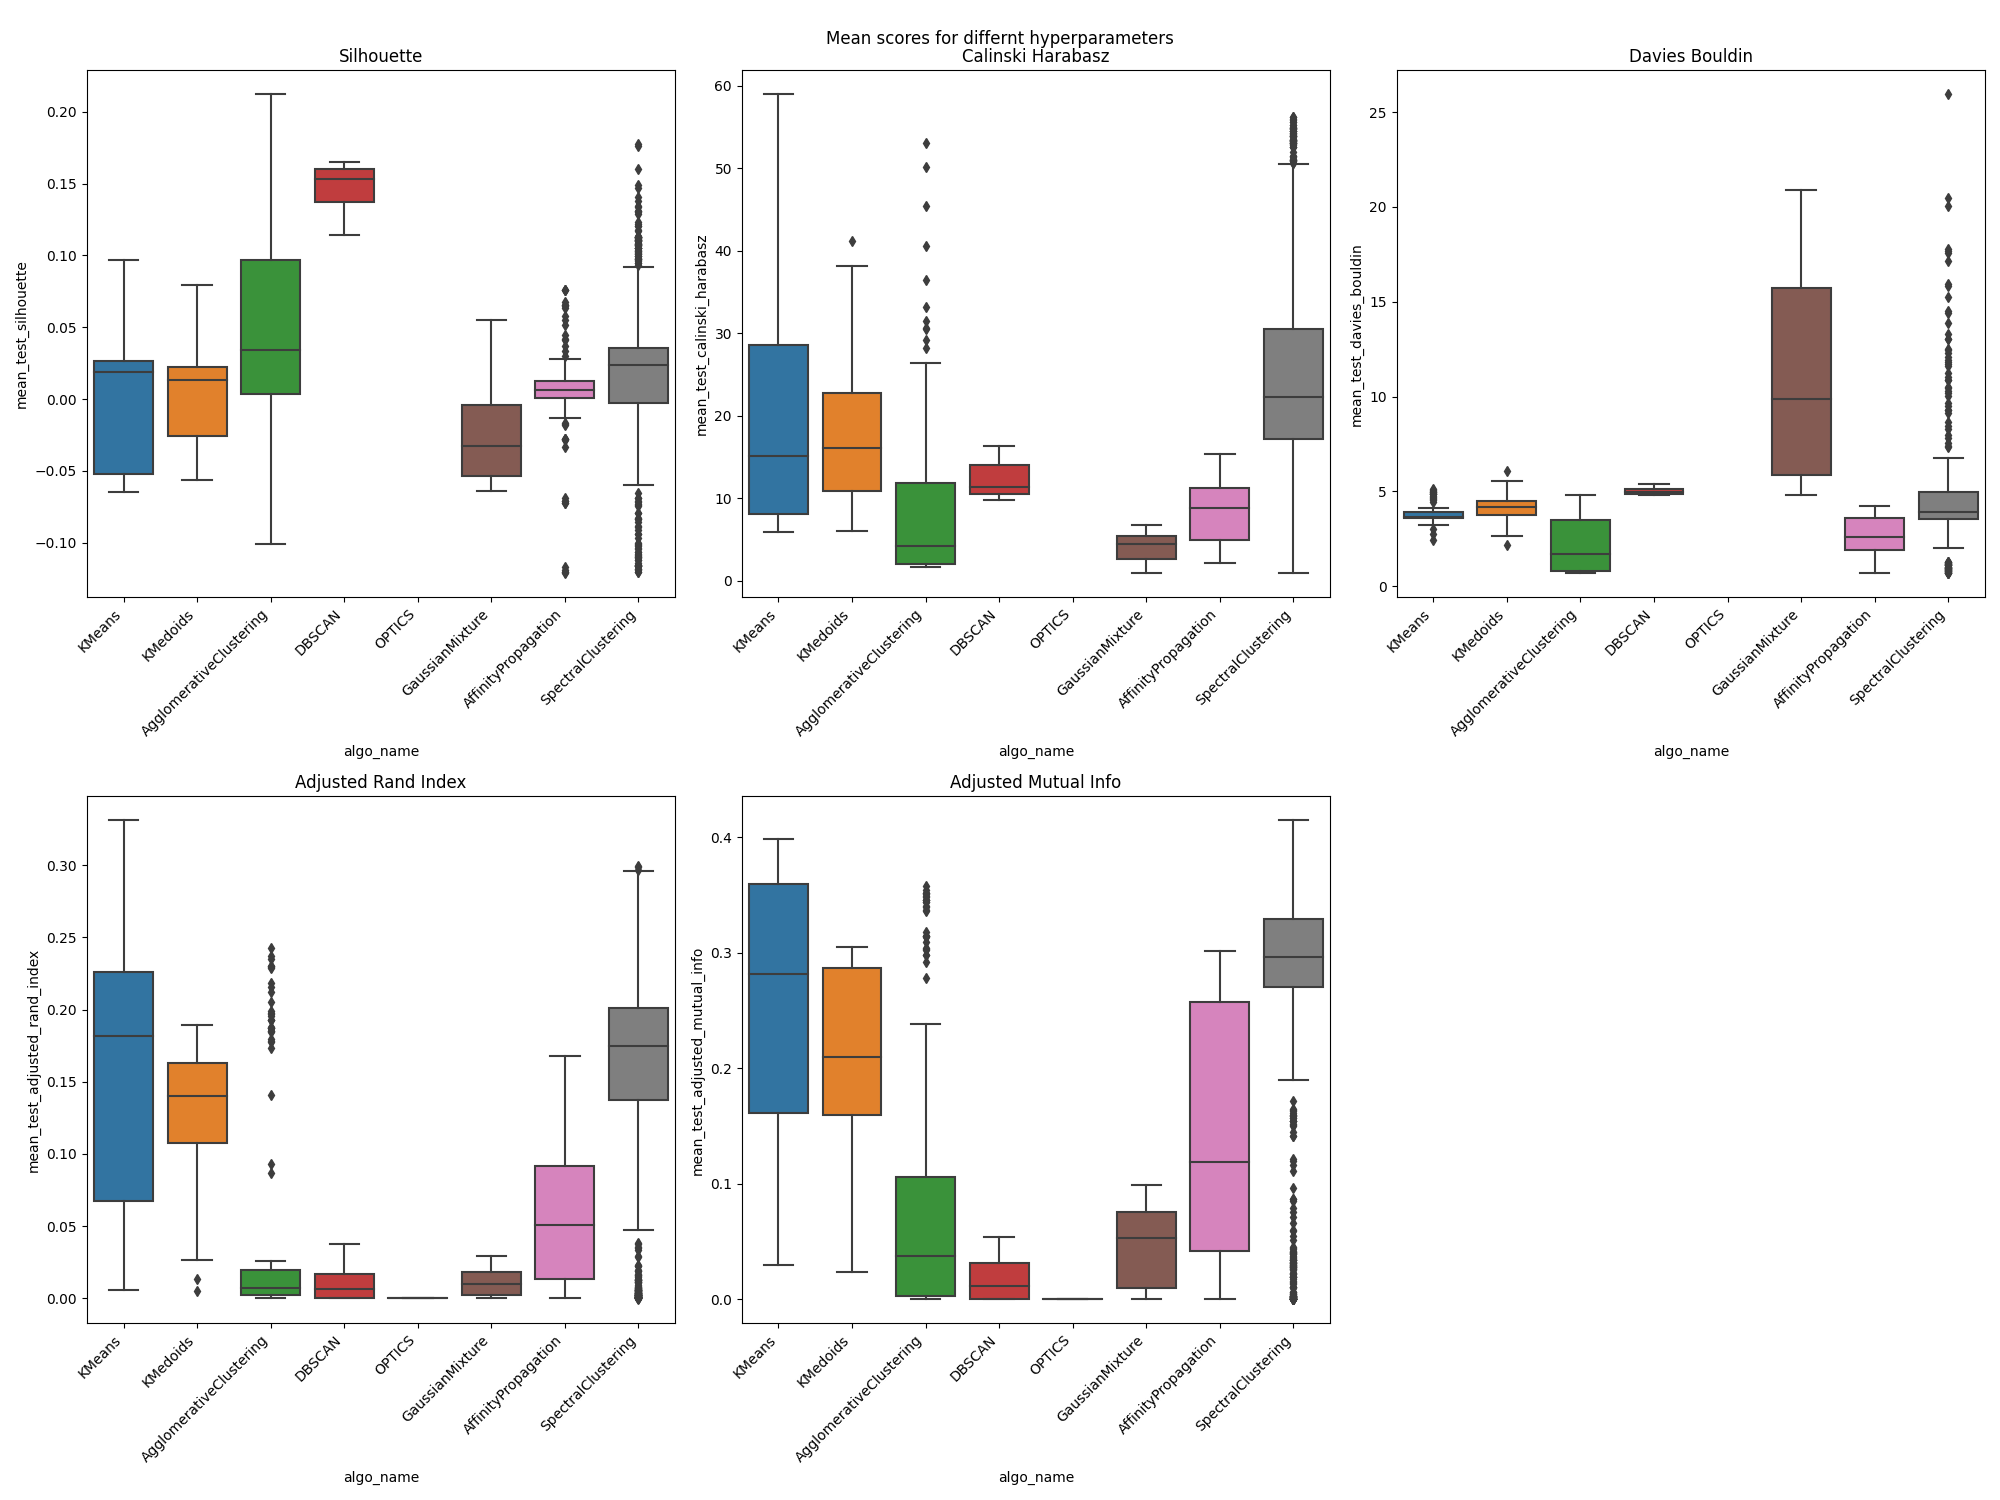 Mean scores for differnt hyperparameters
Silhouette
mean_test_silhouette
0.20
0.15
0.10
0.05
0.00
−0.05
−0.10
KMeans
KMedoids
AgglomerativeClustering
DBSCAN
OPTICS
GaussianMixture
AffinityPropagation
SpectralClustering
algo_name
Calinski Harabasz
mean_test_calinski_harabasz
60
50
40
30
20
10
0
KMeans
KMedoids
AgglomerativeClustering
DBSCAN
OPTICS
GaussianMixture
AffinityPropagation
SpectralClustering
algo_name
Davies Bouldin
mean_test_davies_bouldin
25
20
15
10
5
0
KMeans
KMedoids
AgglomerativeClustering
DBSCAN
OPTICS
GaussianMixture
AffinityPropagation
SpectralClustering
algo_name
Adjusted Rand Index
mean_test_adjusted_rand_index
0.30
0.25
0.20
0.15
0.10
0.05
0.00
KMeans
KMedoids
AgglomerativeClustering
DBSCAN
OPTICS
GaussianMixture
AffinityPropagation
SpectralClustering
algo_name
Adjusted Mutual Info
mean_test_adjusted_mutual_info
0.4
0.3
0.2
0.1
0.0
KMeans
KMedoids
AgglomerativeClustering
DBSCAN
OPTICS
GaussianMixture
AffinityPropagation
SpectralClustering
algo_name